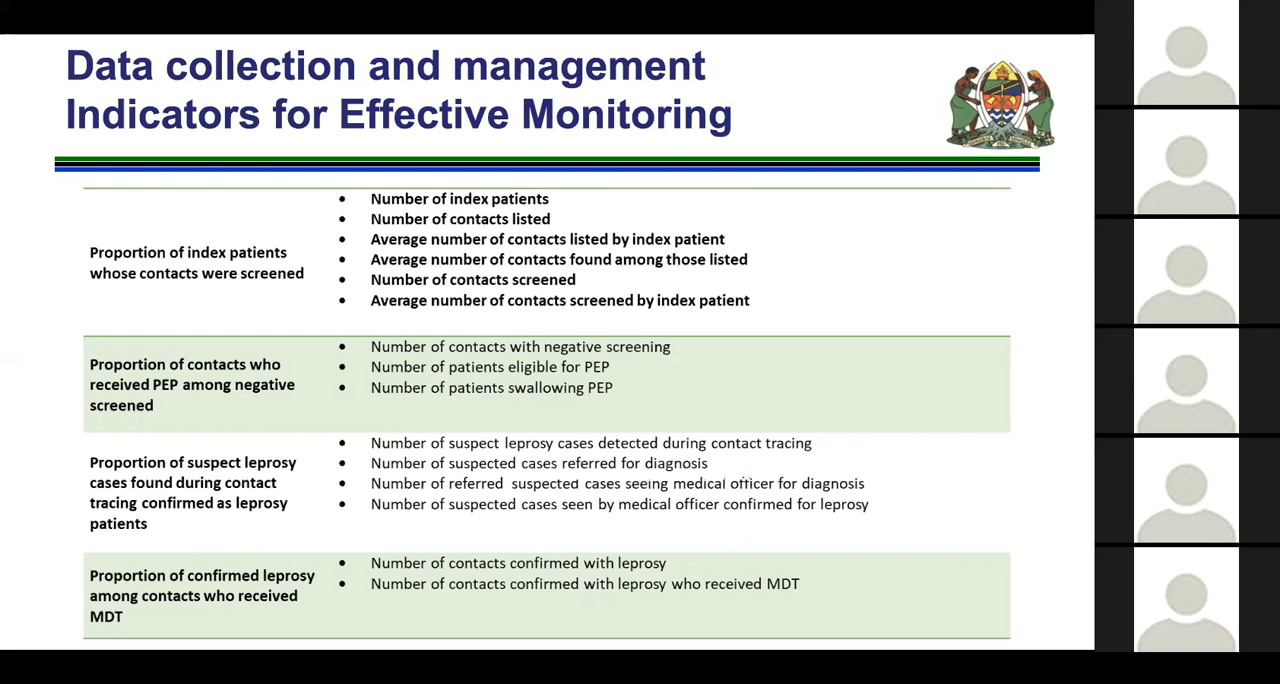 Data collection and management
Indicators for Effective Monitoring
Proportion of index patients
whose contacts were screened
• Number of index patients
• Number of contacts listed
• Average number of contacts listed by index patient
• Average number of contacts found among those listed
• Number of contacts screened
• Average number of contacts screened by index patient
Proportion of contacts who
received PEP among negative
screened
• Number of contacts with negative screening
• Number of patients eligible for PEP
• Number of patients swallowing PEP
Proportion of suspect leprosy
cases found during contact
tracing confirmed as leprosy
patients
• Number of suspect leprosy cases detected during contact tracing
• Number of suspected cases referred for diagnosis
• Number of referred suspected cases seeing medical officer for diagnosis
• Number of suspected cases seen by medical officer confirmed for leprosy
Proportion of confirmed leprosy
among contacts who received
MDT
• Number of contacts confirmed with leprosy
• Number of contacts confirmed with leprosy who received MDT